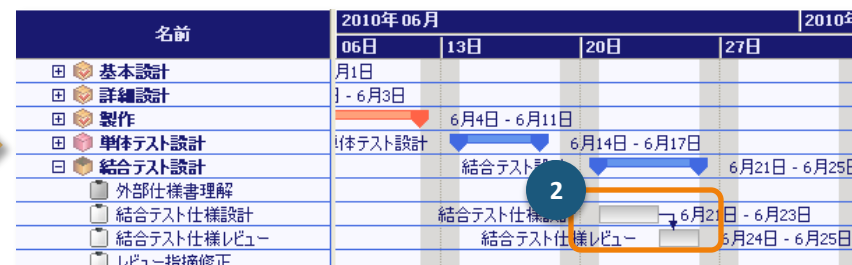 名前
2010年06月
2010年
06日
13日
20日
27日
基本設計
月1日
詳細設計
- 6月3日
製作
6月4日 - 6月11日
単体テスト設計
体テスト設計
6月14日 - 6月17日
結合テスト設計
結合テスト
6月21日 - 6月25日
2
外部仕様書理解
結合テスト仕様設計
結合テスト仕様
6月21日 - 6月23日
結合テスト仕様レビュー
結合テスト仕様レビュー
6月24日 - 6月25日
レビュー指摘修正